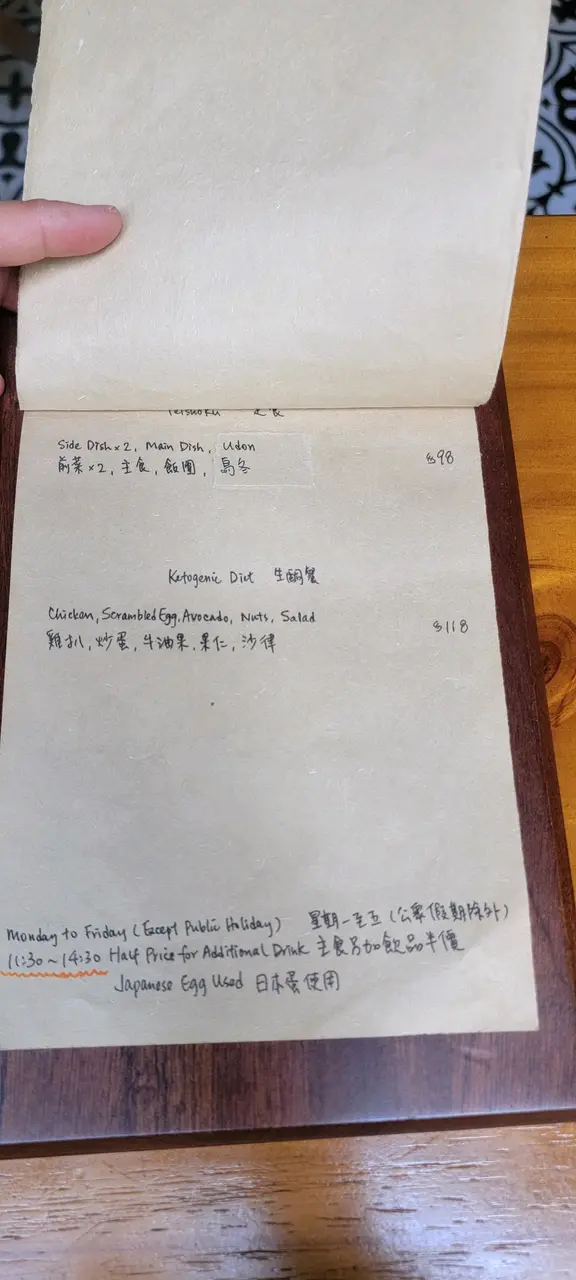 Teishoku 定食
Side Dish x 2, Main Dish, Udon
前菜 x 2, 主食, 飯團, 烏冬
$98
Ketogenic Diet 生酮餐
Chicken, Scrambled Egg, Avocado, Nuts, Salad
雞扒, 炒蛋, 牛油果, 果仁, 沙律
$118
Monday to Friday (Except Public Holiday) 星期一至五 (公眾假期除外)
11:30 ~ 14:30 Half Price for Additional Drink 主食另加飲品半價
Japanese Egg Used 日本蛋使用